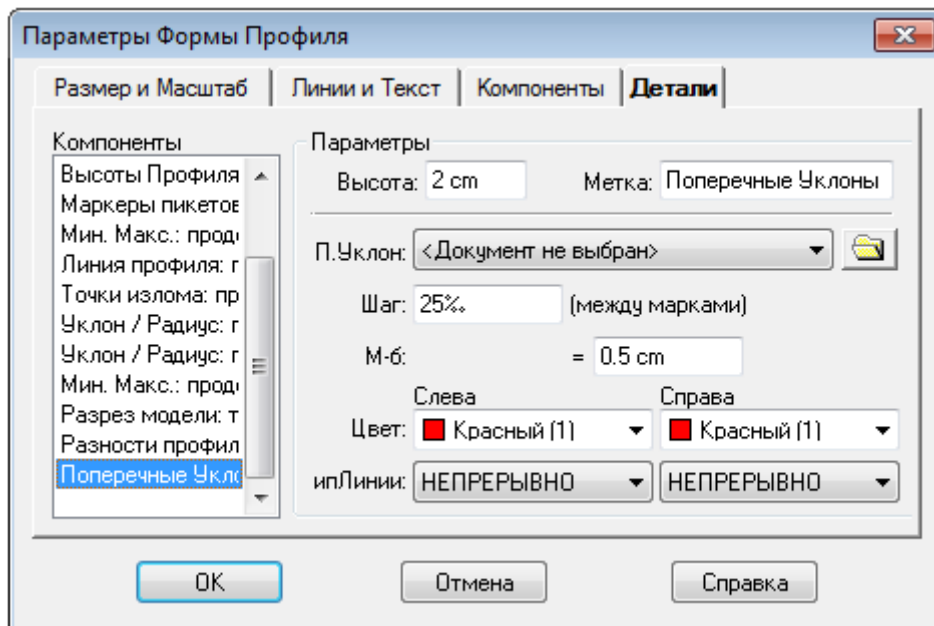 Параметры Формы Профиля
Размер и Масштаб Линии и Текст Компоненты Детали
Компоненты
Высоты Профиля
Маркеры пикетов
Мин. Макс.: прод
Линия профиля: г
Точки излома: пр
Уклон / Радиус: г
Уклон / Радиус: г
Мин. Макс.: прод
Разрез модели: т
Разности профил
Поперечные Укло
Параметры
Высота: 2 cm Метка: Поперечные Уклоны
П.Уклон: <Документ не выбран>
Шаг: 25‰ (между марками)
М-б: = 0.5 cm
Слева Справа
Цвет: Красный (1) Красный (1)
ипЛинии: НЕПРЕРЫВНО НЕПРЕРЫВНО
OK Отмена Справка